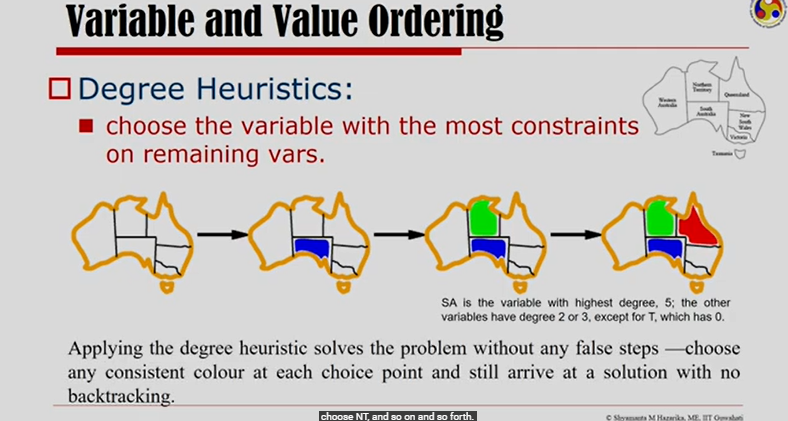 Variable and Value Ordering
Degree Heuristics:
choose the variable with the most constraints
on remaining vars.
Northern
Territory
Western
Australia
Queensland
South
Australia
New
South
Wales
Victoria
Tasmania
SA is the variable with highest degree, 5; the other
variables have degree 2 or 3, except for T, which has 0.
Applying the degree heuristic solves the problem without any false steps —choose
any consistent colour at each choice point and still arrive at a solution with no
backtracking.
choose NT, and so on and so forth.
© Shyamanta M Hazarika, ME, IIT Guwahati